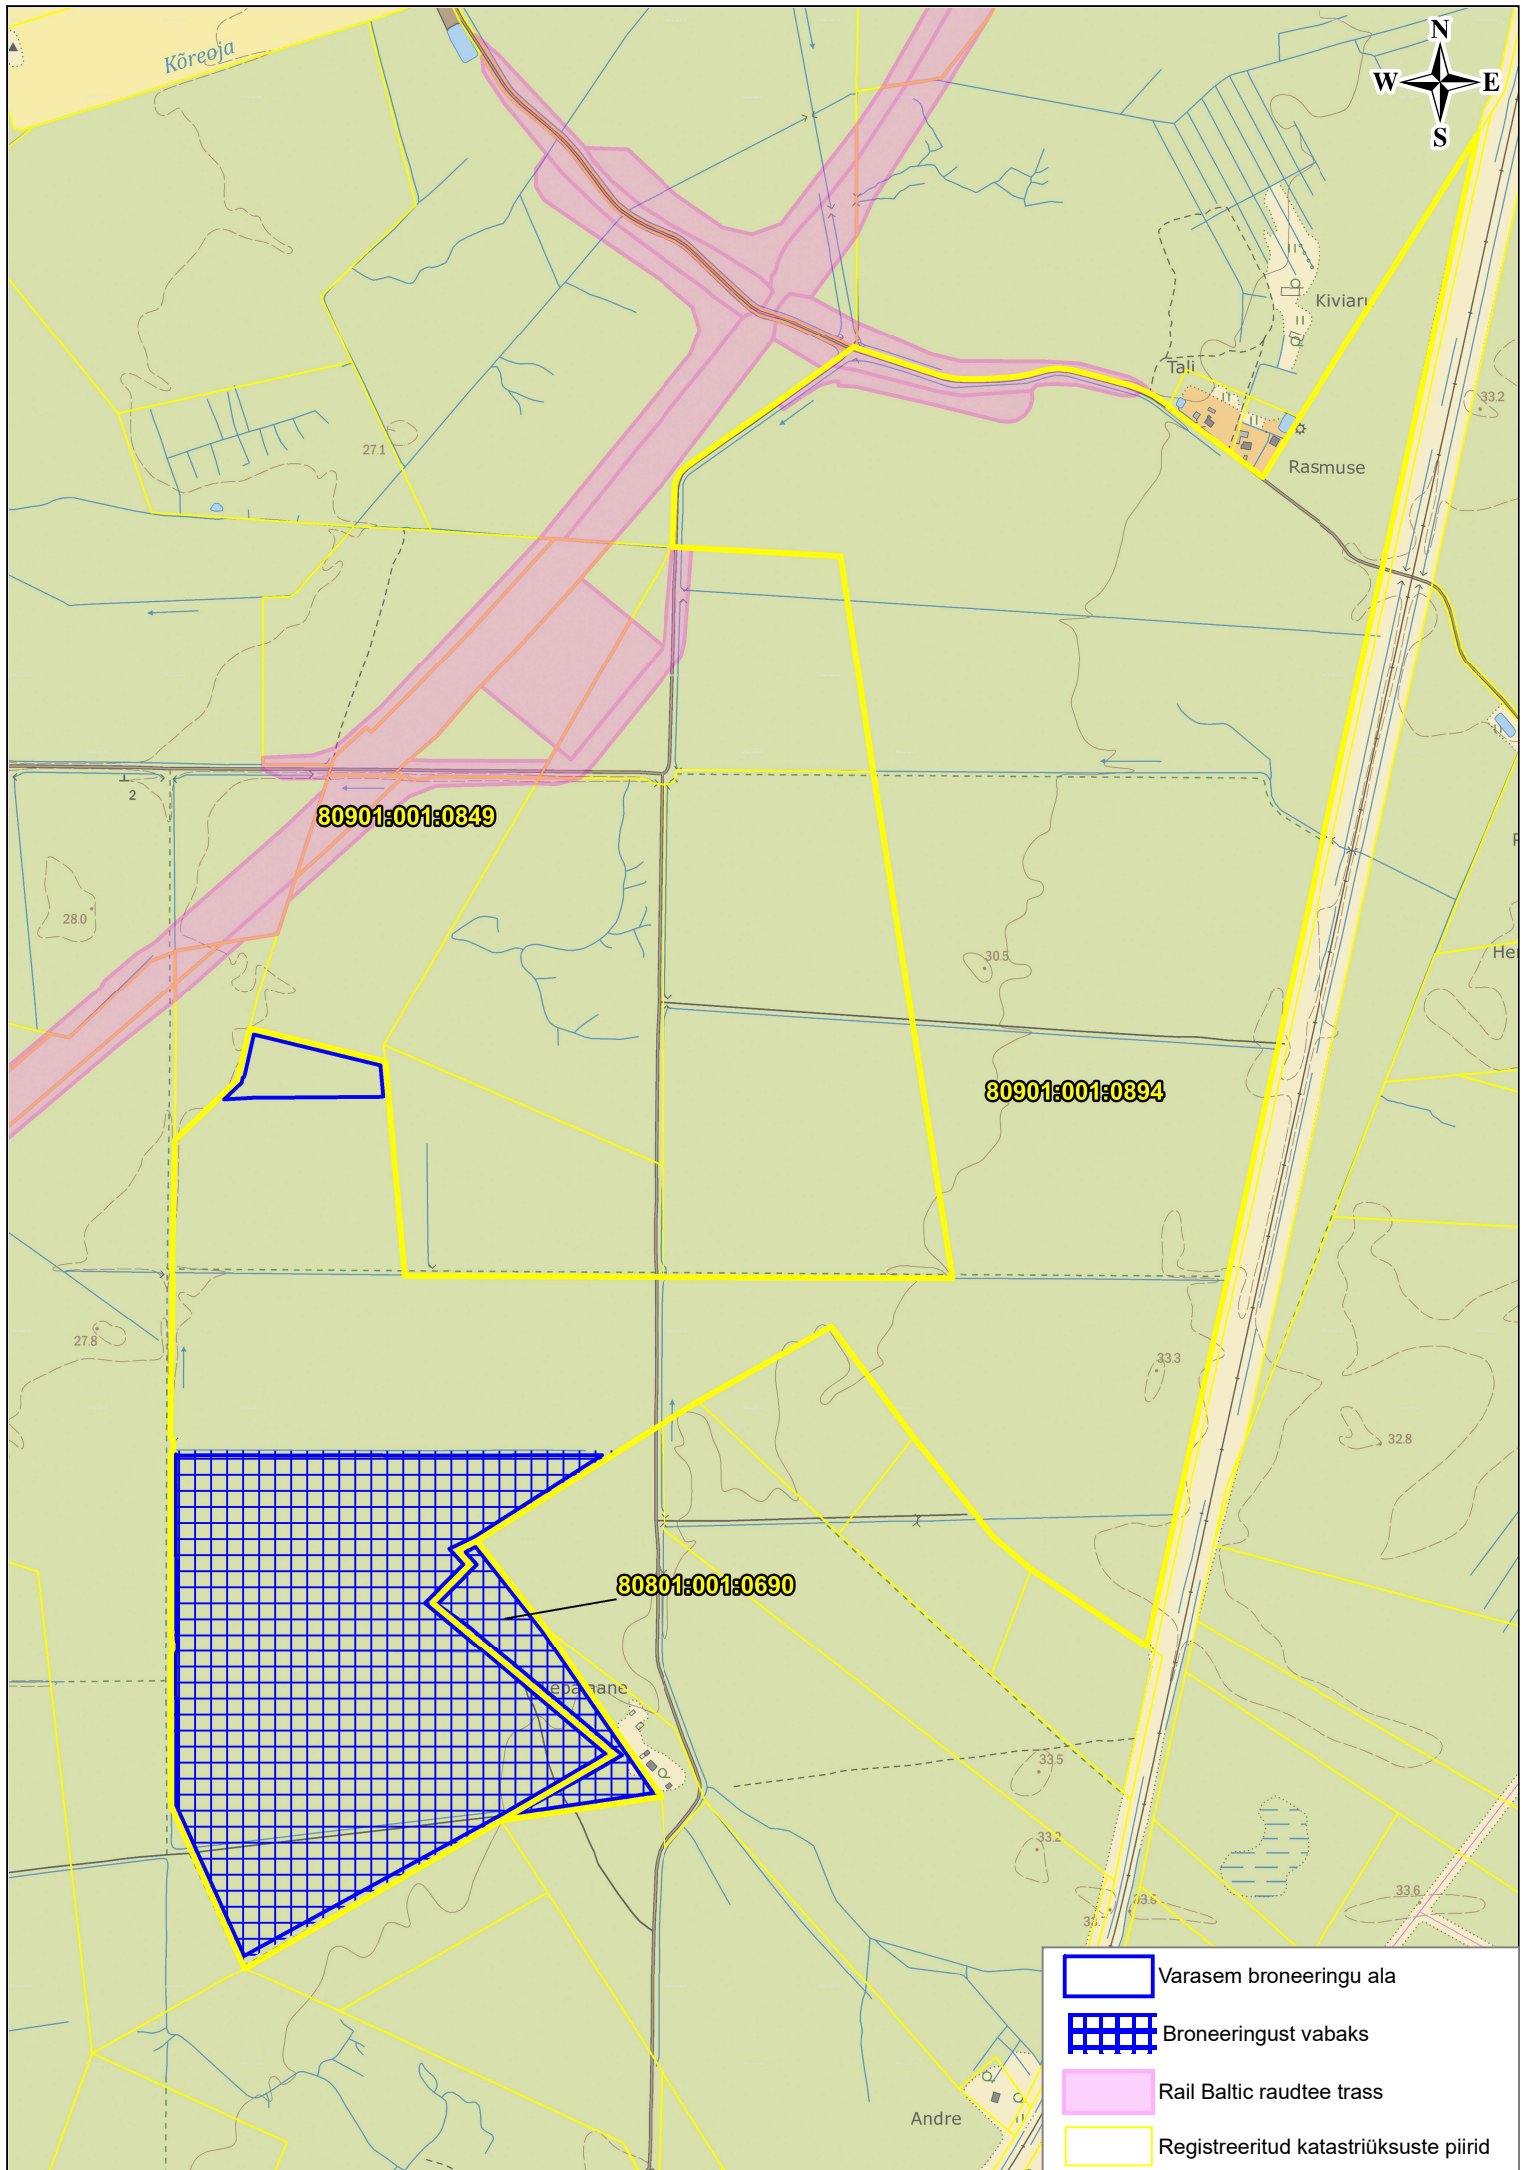 Kõreoja
N
W E
S
Kiviaru
Tali
33.2
27.1
Rasmuse
2
80901:001:0849
28.0
30.5
80901:001:0894
27.8
33.3
32.8
80801:001:0690
33.5
33.2
33.6
Varasem broneeringu ala
Broneeringust vabaks
Rail Baltic raudtee trass
Andre
Registreeritud katastriüksuste piirid